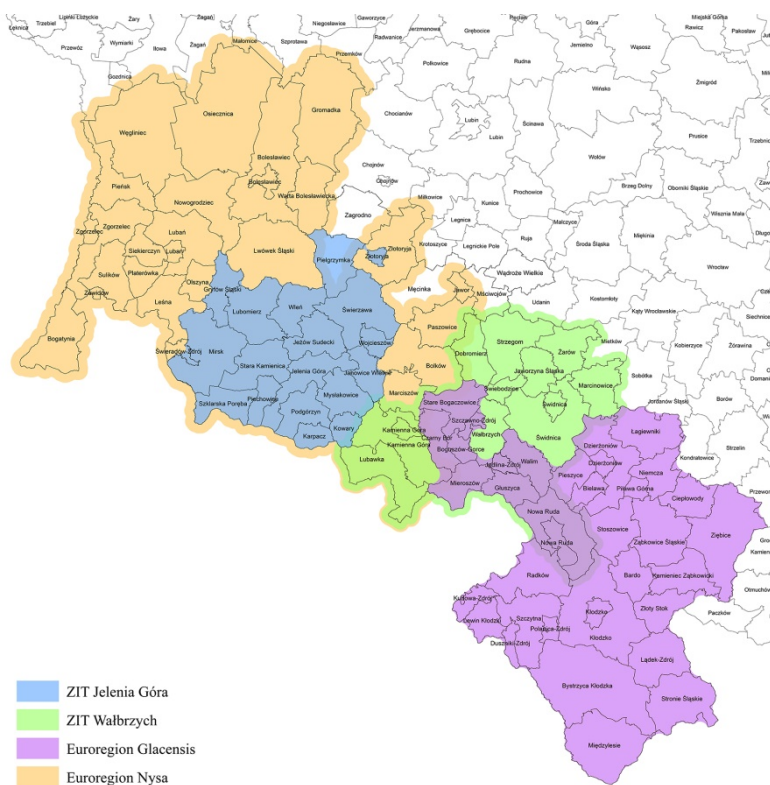 Trzebiel
Żary
Żagań
Niegosławice
Gaworzyce
Grębocice
Góra
Rawicz
Pakosław
Łęknica
Przewóz
Wymiarki
Iłowa
Żagań
Małomice
Szprotawa
Radwanice
Pęcław
Jemielno
Wąsosz
Gozdnica
Przemków
Polkowice
Rudna
Żmigród
Osiecznica
Gromadka
Chocianów
Wińsko
Węgliniec
Lubin
Ścinawa
Prusice
Lubin
Bolesławiec
Chojnów
Wołów
Pieńsk
Bolesławiec
Chojnów
Brzeg Dolny
Oborniki Śląskie
Warta Bolesławiecka
Miłkowice
Kunice
Prochowice
Nowogrodziec
Zagrodno
Wisznia Mała
Zgorzelec
Zgorzelec
Lubań
Legnica
Malczyce
Krotoszyce
Legnickie Pole
Ruja
Środa Śląska
Miękinia
Siekierczyn
Lubań
Lwówek Śląski
Pielgrzymka
Złotoryja
Złotoryja
Wrocław
Sulików
Platerówka
Wądroże Wielkie
Zawidów
Olszyna
Gryfów Śląski
Męcinka
Jawor
Mściwojów
Leśna
Lubomierz
Wleń
Świerzawa
Udanin
Kostomłoty
Kąty Wrocławskie
Bogatynia
Paszowice
Wojcieszów
Strzegom
Mietków
Kobierzyce
Żórawina
Świeradów-Zdrój
Mirsk
Jeżów Sudecki
Dobromierz
Żarów
Stara Kamienica
Jelenia Góra
Janowice Wielkie
Bolków
Jaworzyna Śląska
Sobótka
Marcinowice
Piechowice
Mysłakowice
Marciszów
Świebodzice
Szklarska Poręba
Podgórzyn
Stare Bogaczowice
Świdnica
Jordanów Śląski
Borów
Kowary
Kamienna Góra
Szczawno-Zdrój
Łagiewniki
Karpacz
Kamienna Góra
Czarny Bór
Wałbrzych
Świdnica
Dzierżoniów
Strzelin
Boguszów-Gorce
Lubawka
Jedlina-Zdrój
Walim
Dzierżoniów
Kondratowice
Pieszyce
Niemcza
Mieroszów
Głuszyca
Bielawa
Piława Górna
Ciepłowody
Nowa Ruda
Stoszowice
Ziębice
Nowa Ruda
Ząbkowice Śląskie
Radków
Bardo
Kamieniec Ząbkowicki
Otmuchów
Kudowa-Zdrój
Kłodzko
Złoty Stok
Paczków
Lewin Kłodzki
Szczytna
Polanica-Zdrój
Duszniki-Zdrój
Kłodzko
Lądek-Zdrój
Bystrzyca Kłodzka
Stronie Śląskie
Międzylesie
ZIT Jelenia Góra
ZIT Wałbrzych
Euroregion Glacensis
Euroregion Nysa